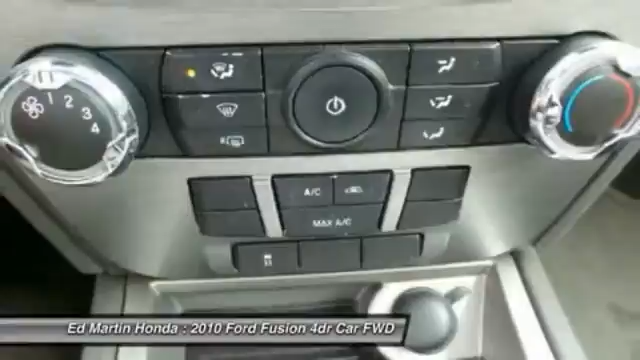 1 2 3 4
A/C
MAX A/C
R
Ed Martin Honda : 2010 Ford Fusion 4dr Car FWD